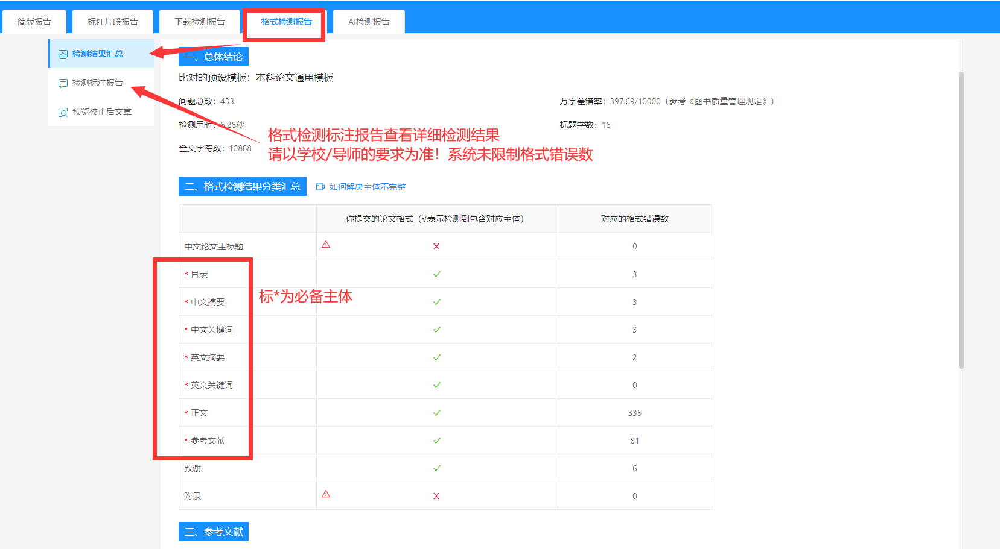 简版报告
标红片段报告
下载检测报告
格式检测报告
AI检测报告
检测结果汇总
检测标注报告
预览校正后文章
一、总体结论
比对的预设模板：本科论文通用模板
问题总数：433
万字差错率：397.69/10000（参考《图书质量管理规定》）
检测用时：6.26秒
标题字数：16
全文字符数：10888
格式检测标注报告查看详细检测结果
请以学校/导师的要求为准！系统未限制格式错误数
二、格式检测结果分类汇总
如何解决主体不完整
你提交的论文格式（√表示检测到包含对应主体）
对应的格式错误数
中文论文主标题 X 0
* 目录 ✓ 3
* 中文摘要 ✓ 3
标*为必备主体
* 中文关键词 ✓ 3
* 英文摘要 ✓ 2
* 英文关键词 ✓ 0
* 正文 ✓ 335
* 参考文献 ✓ 81
致谢 ✓ 6
附录 X 0
三、参考文献